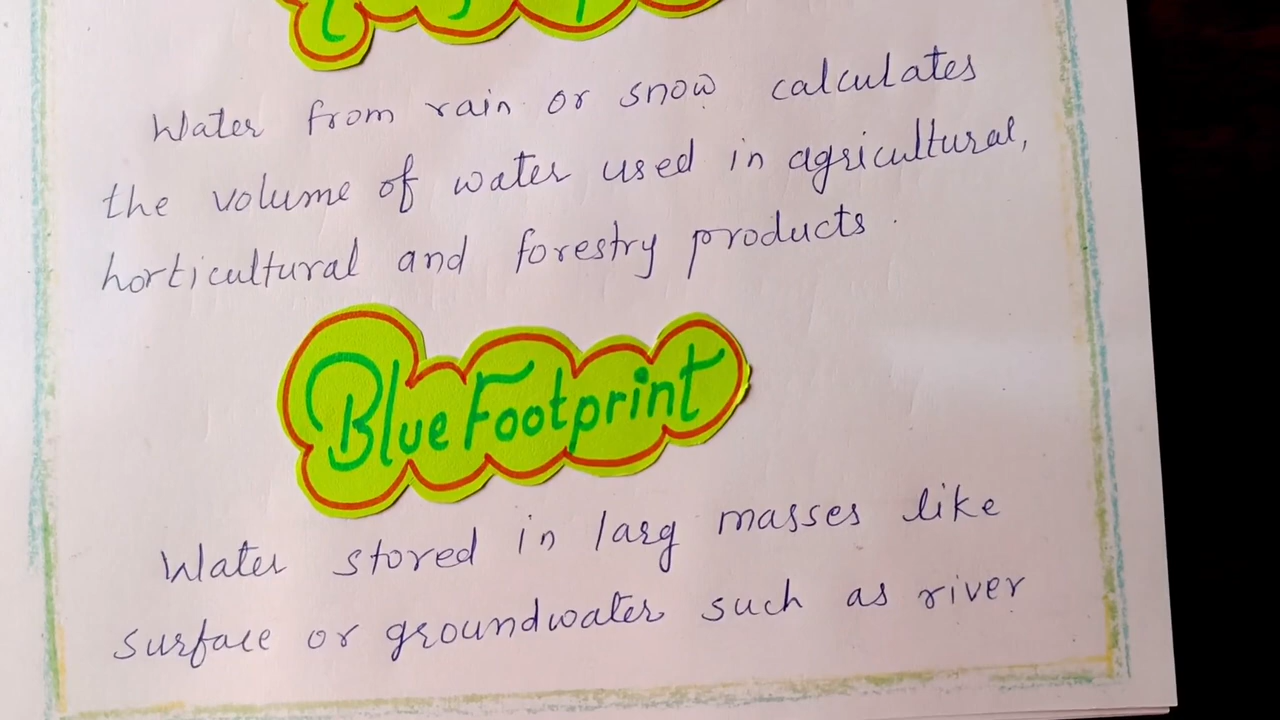 Water from rain or snow calculates
the volume of water used in agricultural,
horticultural and forestry products.
Blue Footprint
Water stored in larg masses like
surface or groundwater such as river